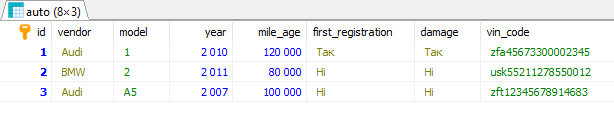 auto (8×3)
id vendor model year mile_age first_registration damage vin_code
1 Audi 1 2 010 120 000 Так Так zfa45673300002345
2 BMW 2 2 011 80 000 Ні Ні usk55211278550012
3 Audi A5 2 007 100 000 Ні Ні zft12345678914683